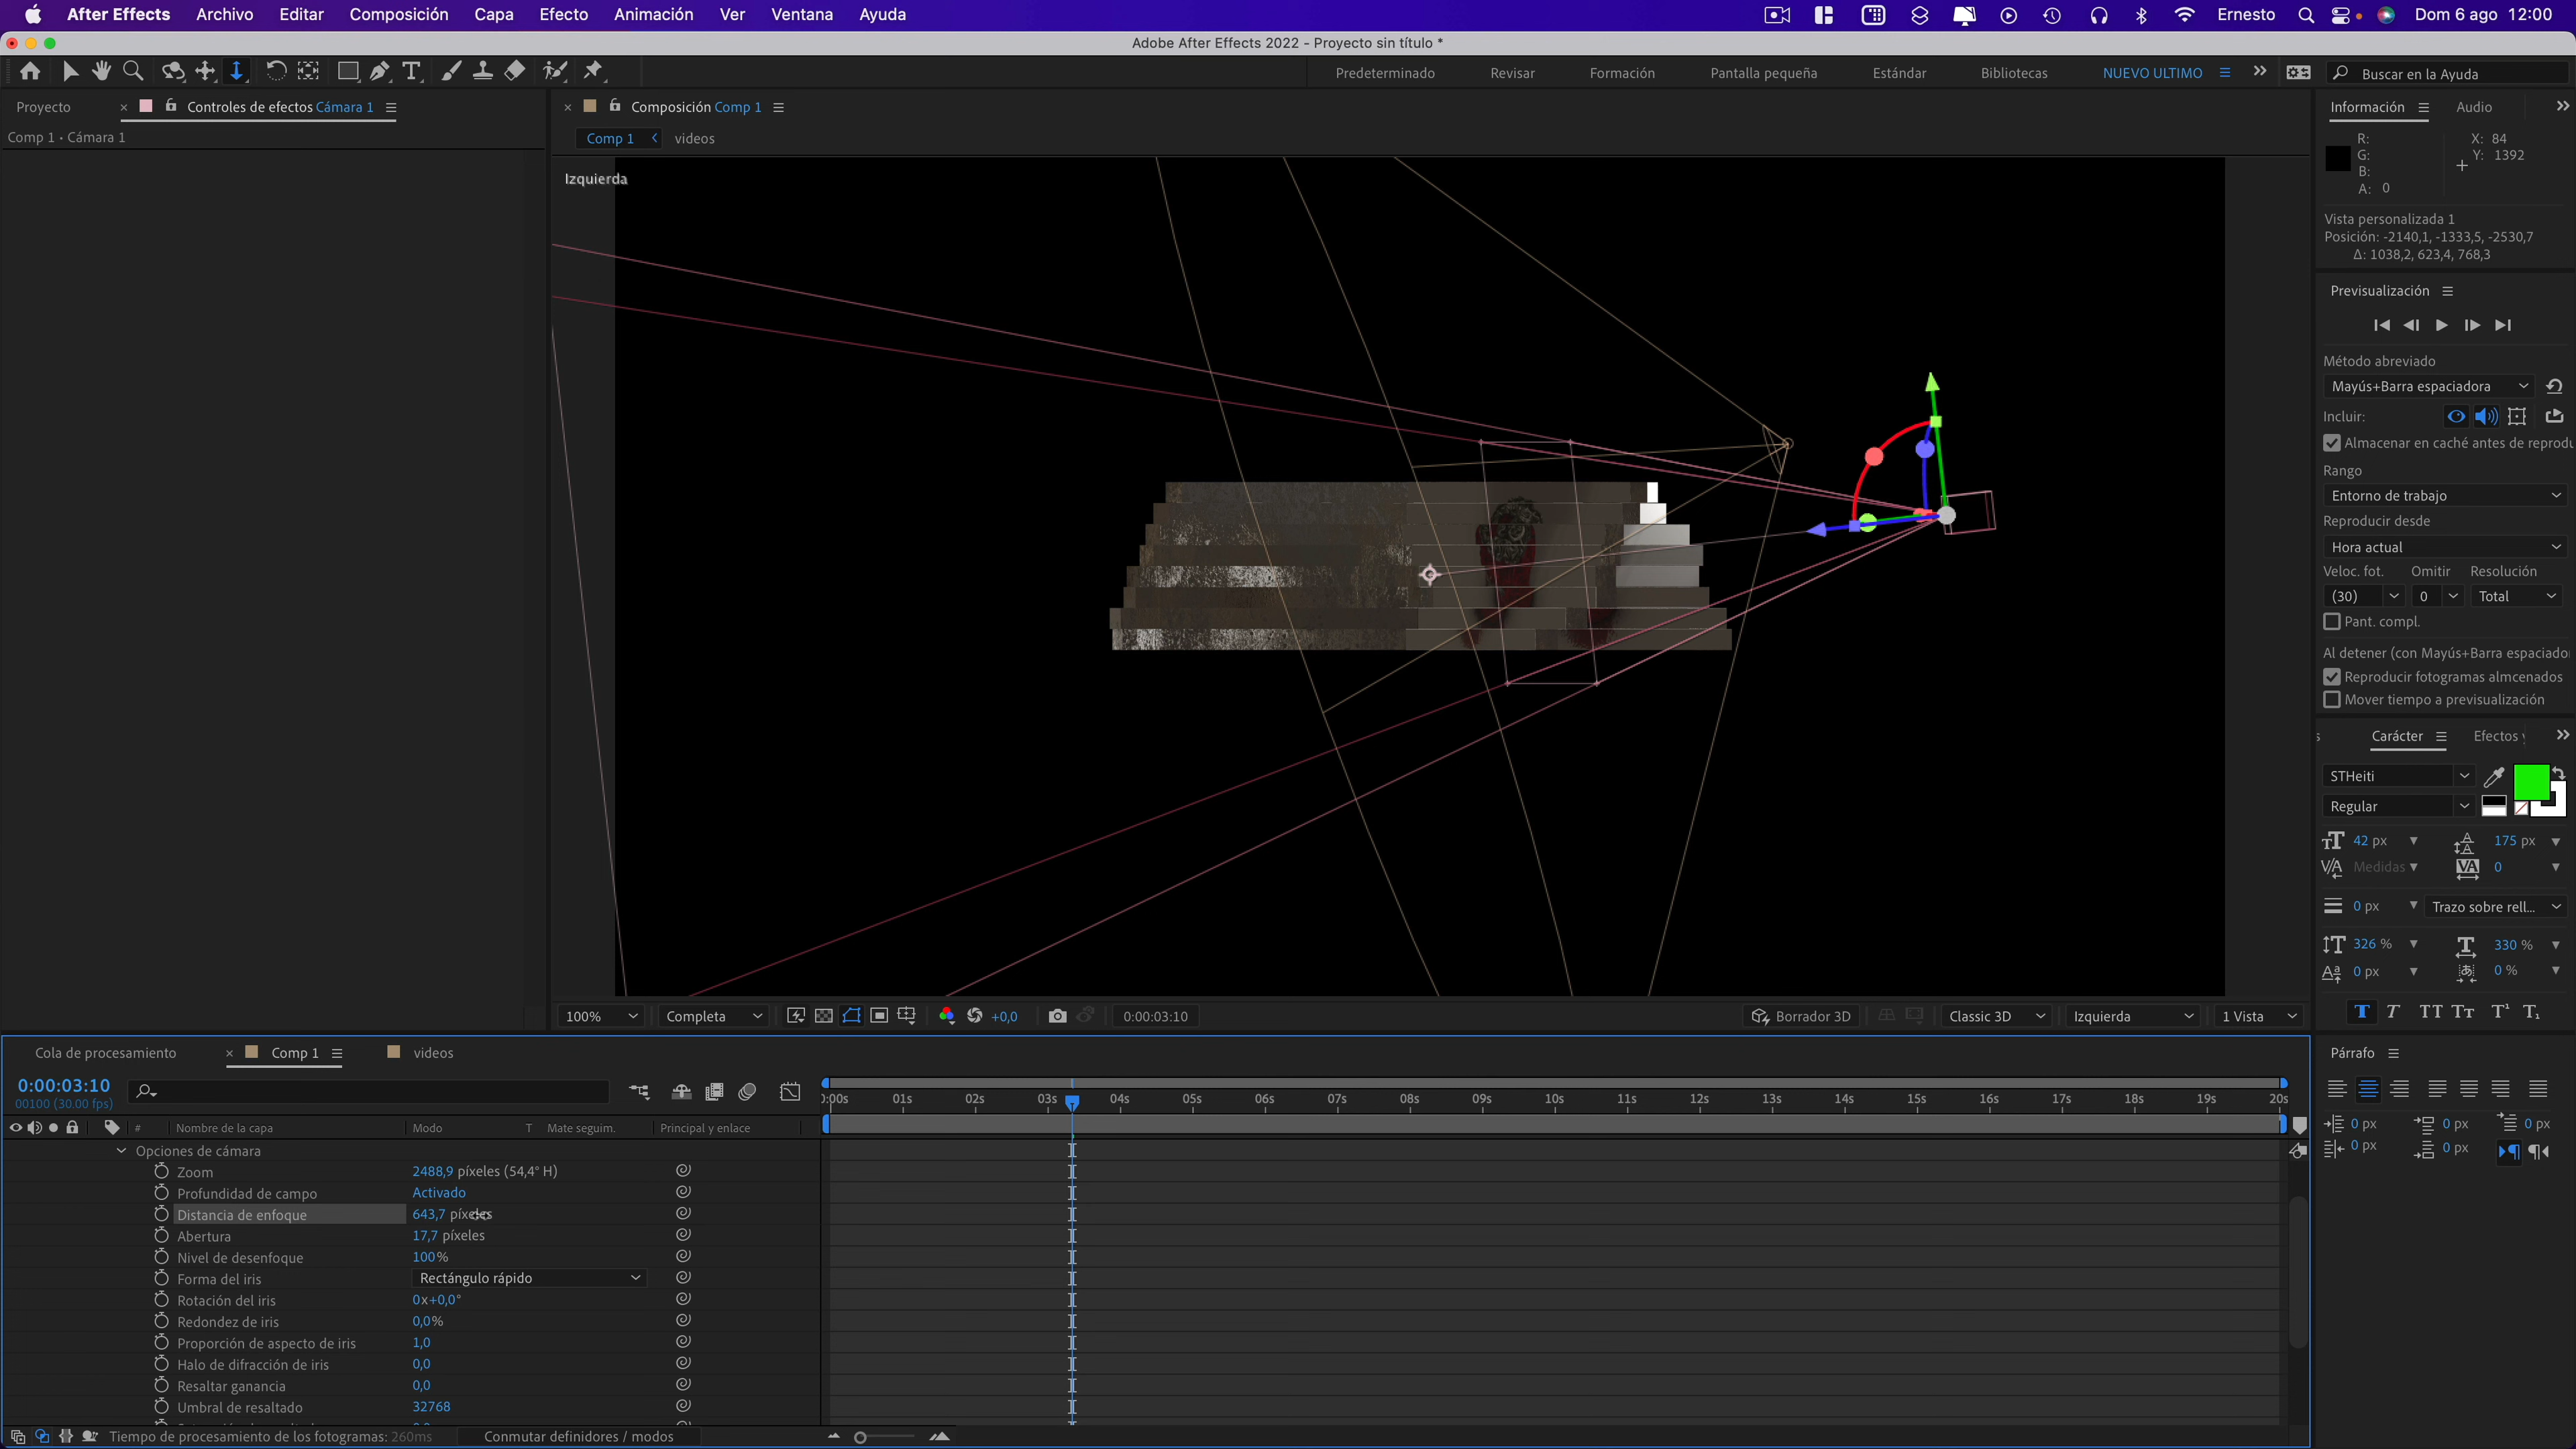 After Effects Archivo Editar Composición Capa Efecto Animación Ver Ventana Ayuda Ernesto Dom 6 ago 12:00
Adobe After Effects 2022 - Proyecto sin título *
Predeterminado Revisar Formación Pantalla pequeña Estándar Bibliotecas NUEVO ULTIMO Buscar en la Ayuda
Proyecto Controles de efectos Cámara 1
Comp 1 • Cámara 1
Composición Comp 1
Comp 1 videos
Izquierda
Información Audio
R: X: 84
G: Y: 1392
B:
A: 0
Vista personalizada 1
Posición: -2140,1, -1333,5, -2530,7
Δ: 1038,2, 623,4, 768,3
Previsualización
Método abreviado
Mayús+Barra espaciadora
Incluir:
Almacenar en caché antes de reprodu
Rango
Entorno de trabajo
Reproducir desde
Hora actual
Veloc. fot. Omitir Resolución
(30) 0 Total
Pant. compl.
Al detener (con Mayús+Barra espaciador
Reproducir fotogramas almcenados
Mover tiempo a previsualización
Carácter Efectos y
STHeiti
Regular
42 px 175 px
Medidas 0
0 px Trazo sobre rell...
326 % 330 %
0 px 0 %
100% Completa +0,0 0:00:03:10 Borrador 3D Classic 3D Izquierda 1 Vista
Cola de procesamiento Comp 1 videos
0:00:03:10
00100 (30.00 fps)
0:00s 01s 02s 03s 04s 05s 06s 07s 08s 09s 10s 11s 12s 13s 14s 15s 16s 17s 18s 19s 20s
# Nombre de la capa Modo T Mate seguim. Principal y enlace
Opciones de cámara
Zoom 2488,9 píxeles (54,4° H)
Profundidad de campo Activado
Distancia de enfoque 643,7 píxeles
Abertura 17,7 píxeles
Nivel de desenfoque 100%
Forma del iris Rectángulo rápido
Rotación del iris 0x+0,0°
Redondez de iris 0,0%
Proporción de aspecto de iris 1,0
Halo de difracción de iris 0,0
Resaltar ganancia 0,0
Umbral de resaltado 32768
Tiempo de procesamiento de los fotogramas: 260ms Conmutar definidores / modos
Párrafo
0 px 0 px 0 px
0 px 0 px